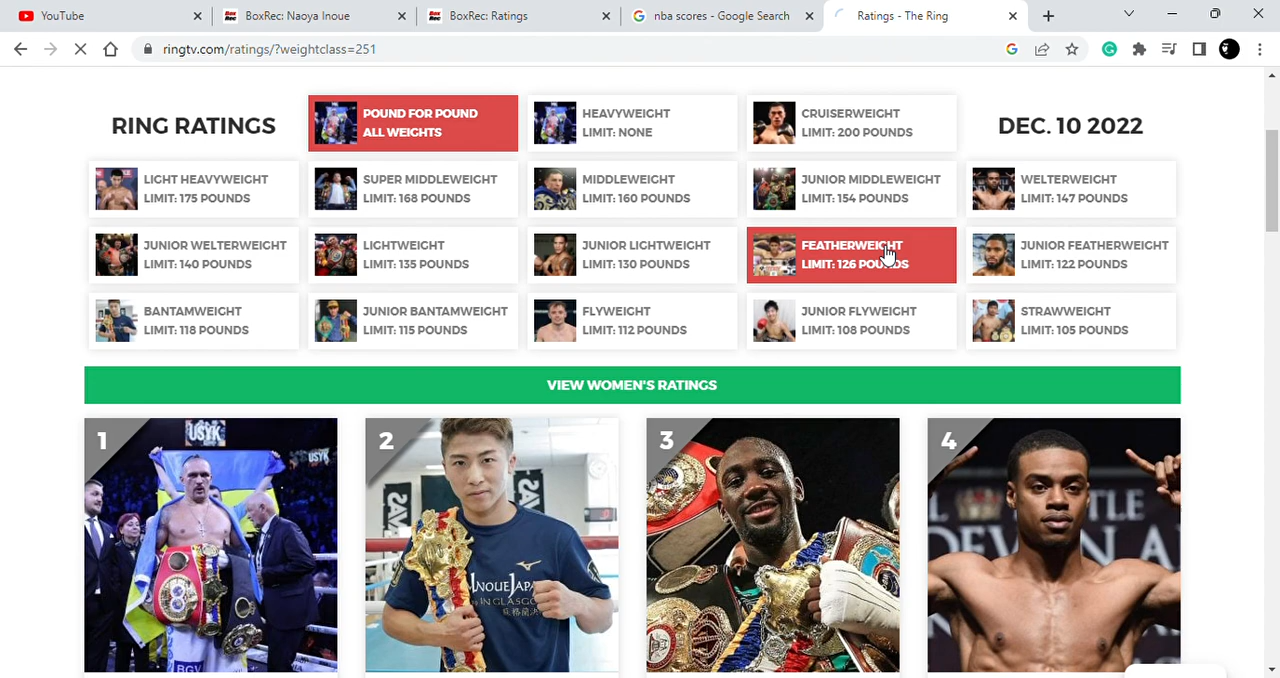 YouTube
Box Rec
BoxRec: Naoya Inoue
Box Rec
BoxRec: Ratings
nba scores - Google Search
Ratings - The Ring
ringtv.com/ratings/?weightclass=251
RING RATINGS
POUND FOR POUND
ALL WEIGHTS
HEAVYWEIGHT
LIMIT: NONE
CRUISERWEIGHT
LIMIT: 200 POUNDS
DEC. 10 2022
LIGHT HEAVYWEIGHT
LIMIT: 175 POUNDS
SUPER MIDDLEWEIGHT
LIMIT: 168 POUNDS
MIDDLEWEIGHT
LIMIT: 160 POUNDS
JUNIOR MIDDLEWEIGHT
LIMIT: 154 POUNDS
WELTERWEIGHT
LIMIT: 147 POUNDS
JUNIOR WELTERWEIGHT
LIMIT: 140 POUNDS
LIGHTWEIGHT
LIMIT: 135 POUNDS
JUNIOR LIGHTWEIGHT
LIMIT: 130 POUNDS
FEATHERWEIGHT
LIMIT: 126 POUNDS
JUNIOR FEATHERWEIGHT
LIMIT: 122 POUNDS
BANTAMWEIGHT
LIMIT: 118 POUNDS
JUNIOR BANTAMWEIGHT
LIMIT: 115 POUNDS
FLYWEIGHT
LIMIT: 112 POUNDS
JUNIOR FLYWEIGHT
LIMIT: 108 POUNDS
STRAWWEIGHT
LIMIT: 105 POUNDS
VIEW WOMEN'S RATINGS
1
USYK
2
3
4